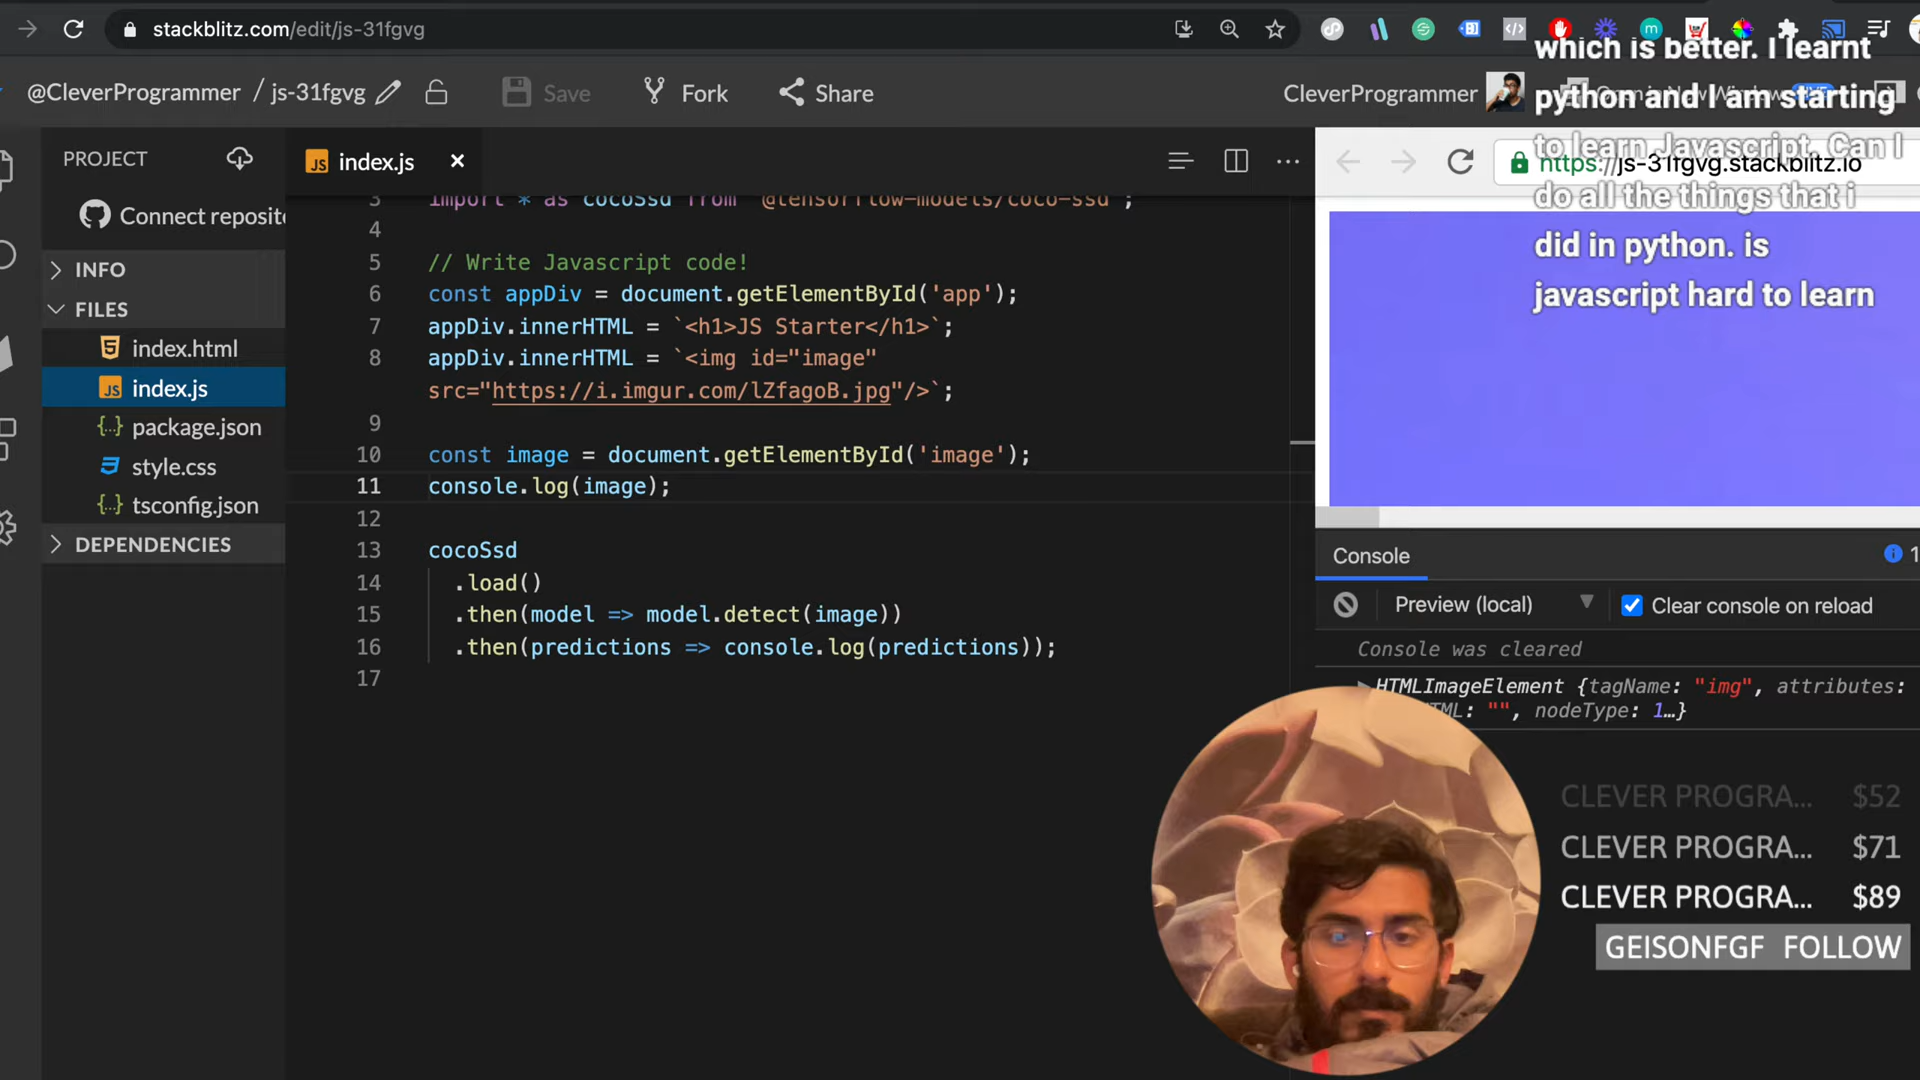 stackblitz.com/edit/js-31fgvg
@CleverProgrammer / js-31fgvg
Save
Fork
Share
CleverProgrammer
which is better. I learnt
python and I am starting
to learn Javascript. Can I
do all the things that i
did in python. is
javascript hard to learn
PROJECT
Connect reposit
INFO
FILES
index.html
index.js
package.json
style.css
tsconfig.json
DEPENDENCIES
JS index.js
3 import * as cocoSsd from '@tensorflow-models/coco-ssd';
4
5 // Write Javascript code!
6 const appDiv = document.getElementById('app');
7 appDiv.innerHTML = `<h1>JS Starter</h1>`;
8 appDiv.innerHTML = `<img id="image"
src="https://i.imgur.com/lZfagoB.jpg"/>`;
9
10 const image = document.getElementById('image');
11 console.log(image);
12
13 cocoSsd
14 .load()
15 .then(model => model.detect(image))
16 .then(predictions => console.log(predictions));
17
https://js-31fgvg.stackblitz.io
Console
1
Preview (local)
Clear console on reload
Console was cleared
HTMLImageElement {tagName: "img", attributes:
"", nodeType: 1…}
CLEVER PROGRA... $52
CLEVER PROGRA... $71
CLEVER PROGRA... $89
GEISONFGF FOLLOW